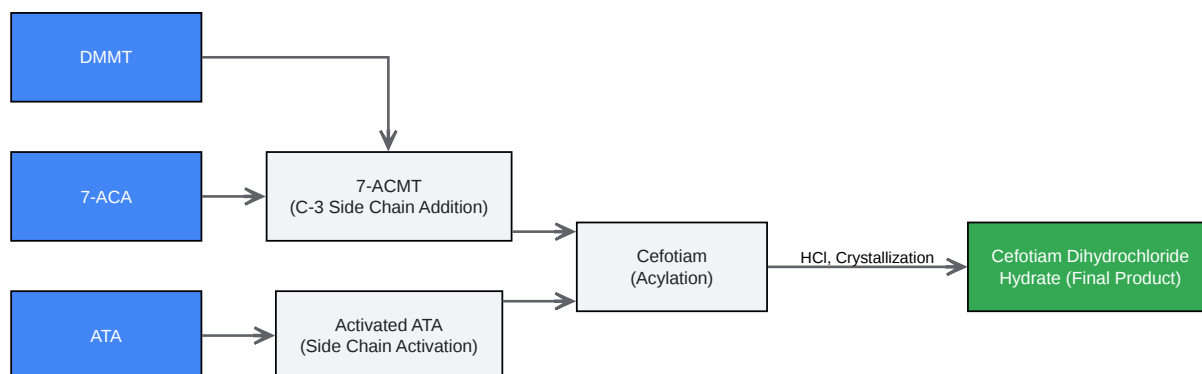 DMMT
7-ACA
7-ACMT
(C-3 Side Chain Addition)
ATA
Activated ATA
(Side Chain Activation)
Cefotiam
(Acylation)
HCl, Crystallization
Cefotiam Dihydrochloride
Hydrate (Final Product)